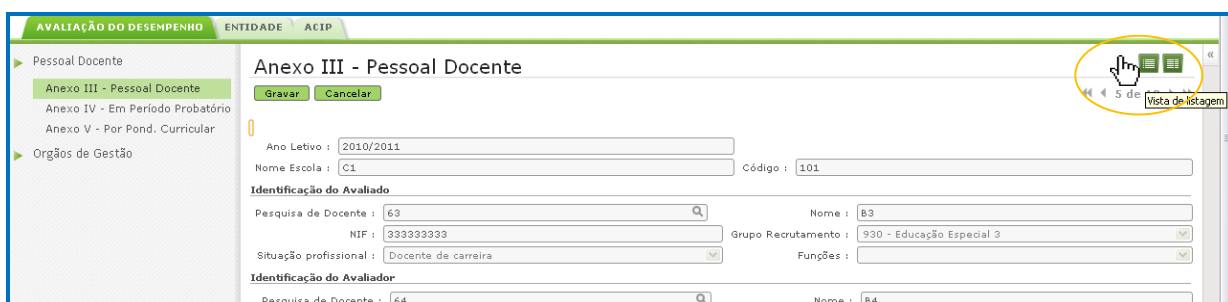 AVALIAÇÃO DO DESEMPENHO ENTIDADE ACIP
Pessoal Docente
Anexo III - Pessoal Docente
Anexo IV - Em Período Probatório
Anexo V - Por Pond. Curricular
Orgãos de Gestão
Anexo III - Pessoal Docente
Gravar Cancelar
5 de
Vista de listagem
Ano Letivo : 2010/2011
Nome Escola : C1 Código : 101
Identificação do Avaliado
Pesquisa de Docente : 63 Nome : B3
NIF : 333333333 Grupo Recrutamento : 930 - Educação Especial 3
Situação profissional : Docente de carreira Funções :
Identificação do Avaliador
Pesquisa de Docente : 64 Nome : B4